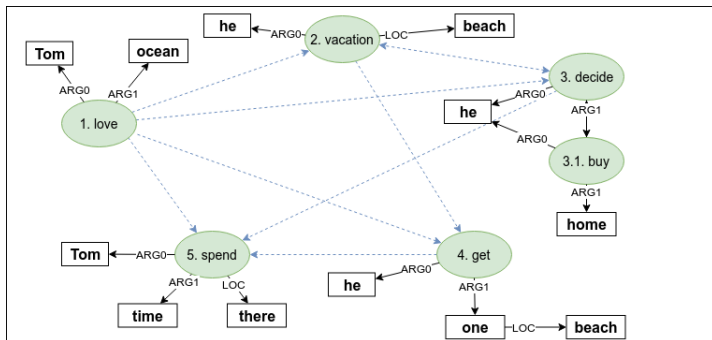 he
beach
ARG0
2. vacation
LOC
Tom
ocean
ARG0
ARG1
1. love
3. decide
ARG0
he
ARG1
ARG0
3.1. buy
ARG1
home
Tom
ARG0
5. spend
ARG1
LOC
time
there
4. get
ARG0
he
ARG1
one
LOC
beach